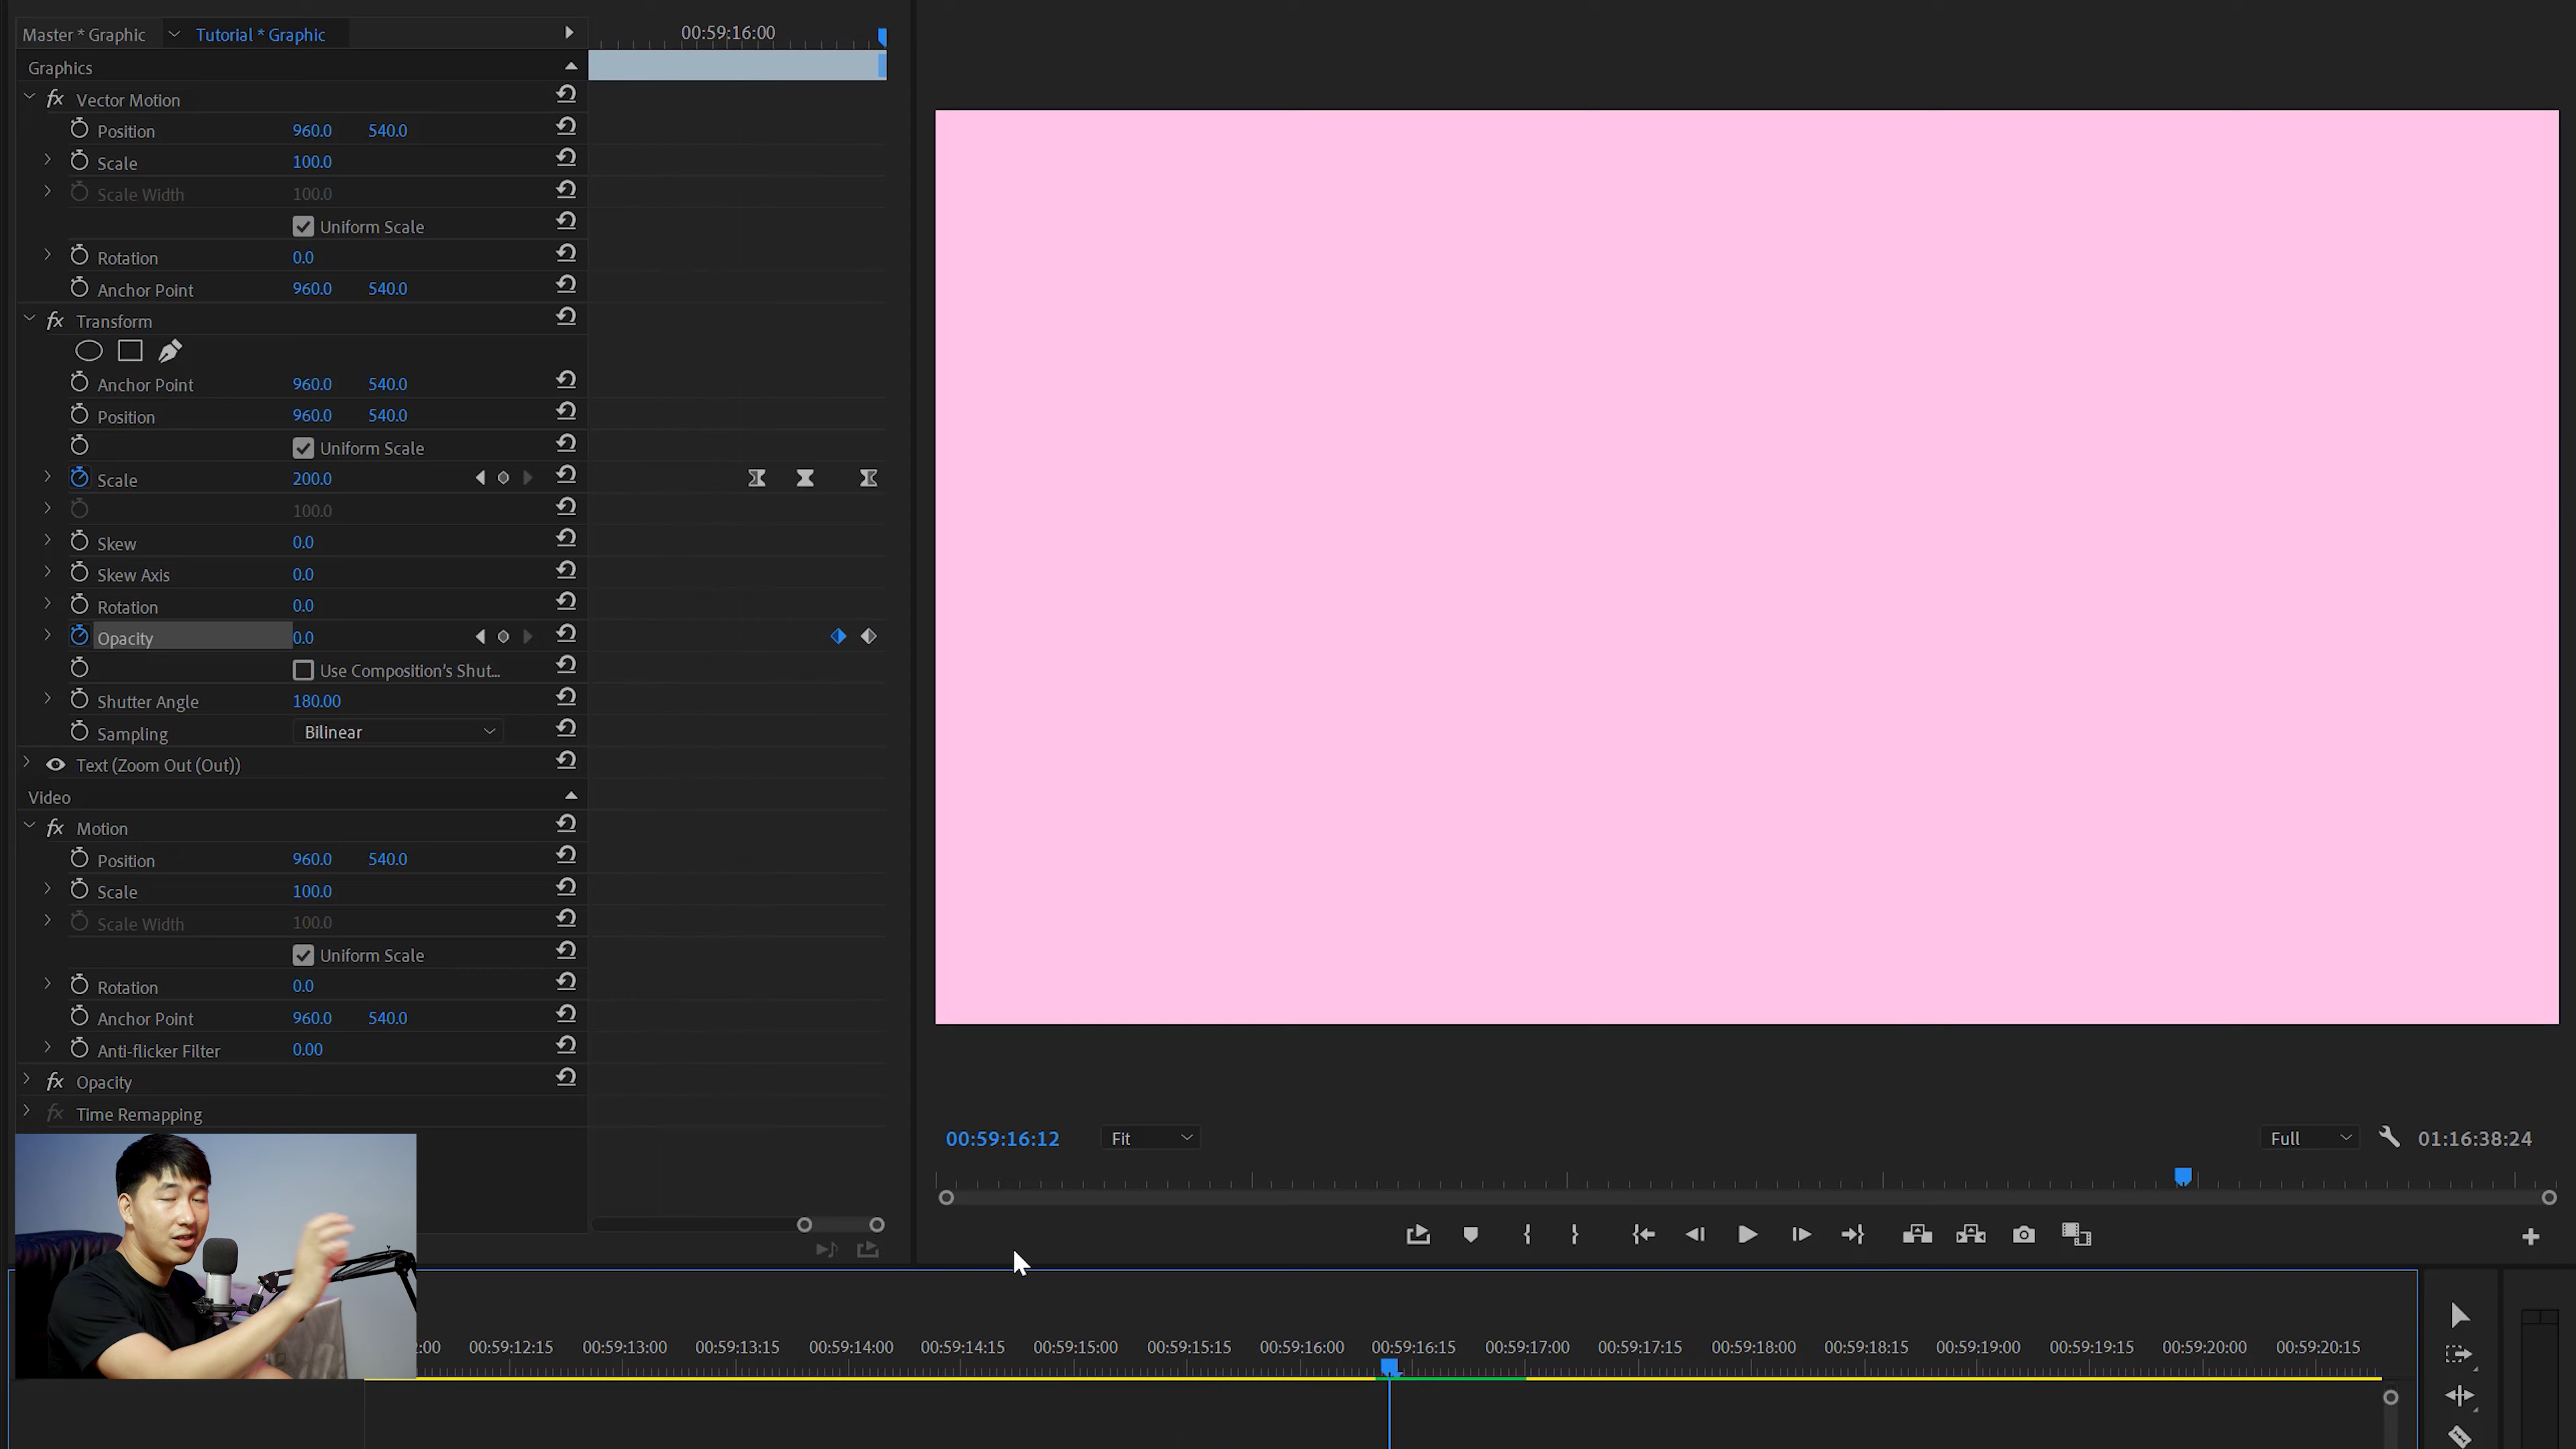 Master * Graphic
Tutorial * Graphic
00:59:16:00
Graphics
Vector Motion
Position 960.0 540.0
Scale 100.0
Scale Width 100.0
Uniform Scale
Rotation 0.0
Anchor Point 960.0 540.0
Transform
Anchor Point 960.0 540.0
Position 960.0 540.0
Uniform Scale
Scale 200.0
100.0
Skew 0.0
Skew Axis 0.0
Rotation 0.0
Opacity 0.0
Use Composition's Shut...
Shutter Angle 180.00
Sampling Bilinear
Text (Zoom Out (Out))
Video
Motion
Position 960.0 540.0
Scale 100.0
Scale Width 100.0
Uniform Scale
Rotation 0.0
Anchor Point 960.0 540.0
Anti-flicker Filter 0.00
Opacity
Time Remapping
00:59:16:12 Fit Full 01:16:38:24
2:00 00:59:12:15 00:59:13:00 00:59:13:15 00:59:14:00 00:59:14:15 00:59:15:00 00:59:15:15 00:59:16:00 00:59:16:15 00:59:17:00 00:59:17:15 00:59:18:00 00:59:18:15 00:59:19:00 00:59:19:15 00:59:20:00 00:59:20:15